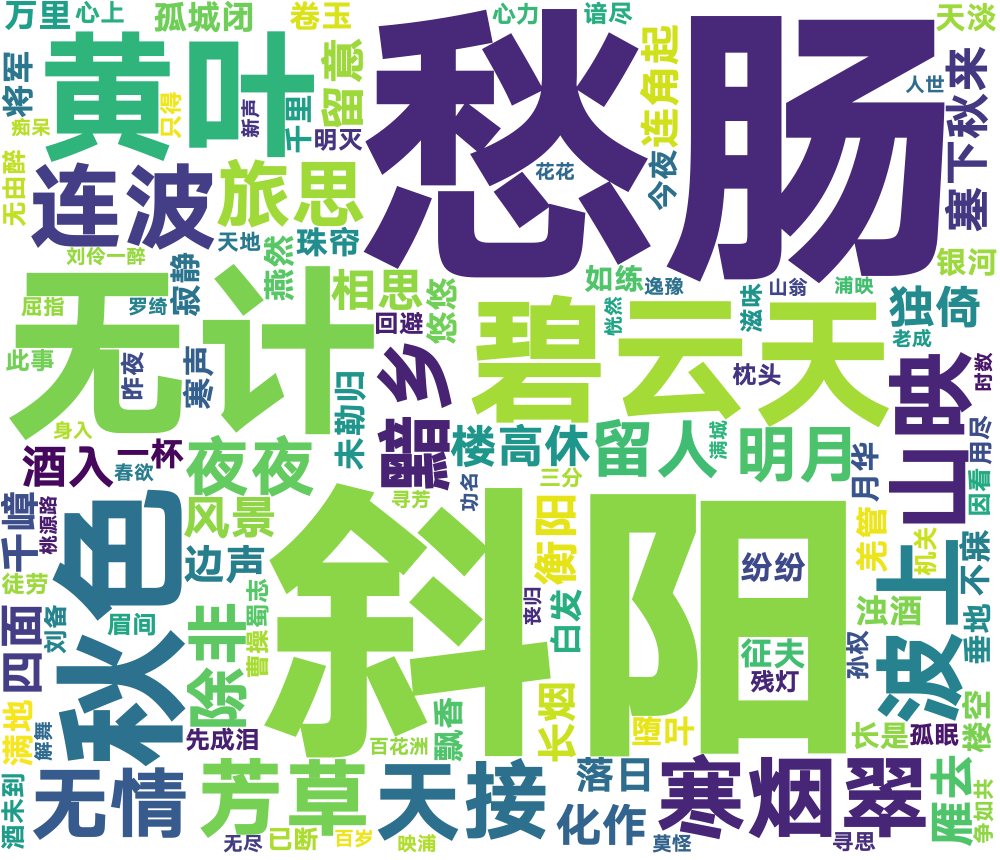 万里
心上
孤城闭
卷玉
心力
谙尽
天淡
愁肠
黄叶
将军
痴呆
只得
新声
千里
留意
明灭
连角起
人世
塞下秋来
花花
今夜
无由醉
连波
旅思
天地
珠帘
刘伶一醉
燕然
寂静
银河
屈指
罗绮
相思
悠悠
如练
逸豫
山翁
浦映
独倚
无计
回避
恍然
滋味
老成
碧云天
此事
昨夜
寒声
未勒归
黯乡
枕头
山映
时数
身入
酒入
一杯
春欲
夜夜
楼高休
留人
满城
明月
月华
因看
用尽
三分
寻芳
功名
千嶂
桃源路
秋色
风景
斜阳
衡阳
羌管
机关
不寐
波上
边声
徒劳
纷纷
浊酒
垂地
四面
刘备
眉间
除非
蜀志
曹操
丧归
白发
征夫
残灯
孙权
满地
解舞
先成泪
百花洲
飘香
长烟
堕叶
长是
孤眠
楼空
酒未到
无情
芳草
天接
落日
化作
寒烟翠
雁去
争如共
无尽
已断
百岁
映浦
莫怪
寻思